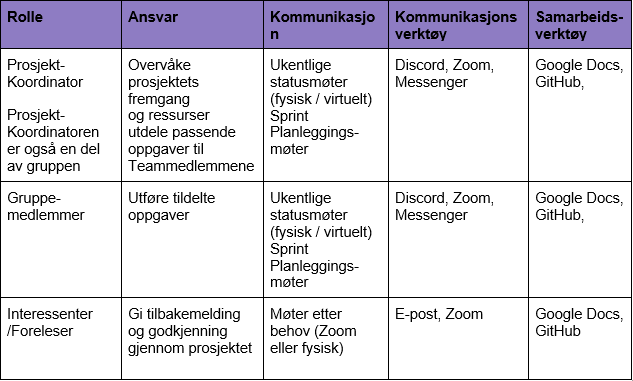 Rolle
Ansvar
Kommunikasjo
n
Kommunikasjons
verktøy
Samarbeids-
verktøy
Prosjekt-
Koordinator
Prosjekt-
Koordinatoren
er også en del
av gruppen
Overvåke
prosjektets
fremgang
og ressurser
utdele passende
oppgaver til
Teammedlemmene
Ukentlige
statusmøter
(fysisk / virtuelt)
Sprint
Planleggings-
møter
Discord, Zoom,
Messenger
Google Docs,
GitHub,
Gruppe-
medlemmer
Utføre tildelte
oppgaver
Ukentlige
statusmøter
(fysisk / virtuelt)
Sprint
Planleggings-
møter
Discord, Zoom,
Messenger
Google Docs,
GitHub,
Interessenter
/Foreleser
Gi tilbakemelding
og godkjenning
gjennom prosjektet
Møter etter
behov (Zoom
eller fysisk)
E-post, Zoom
Google Docs,
GitHub